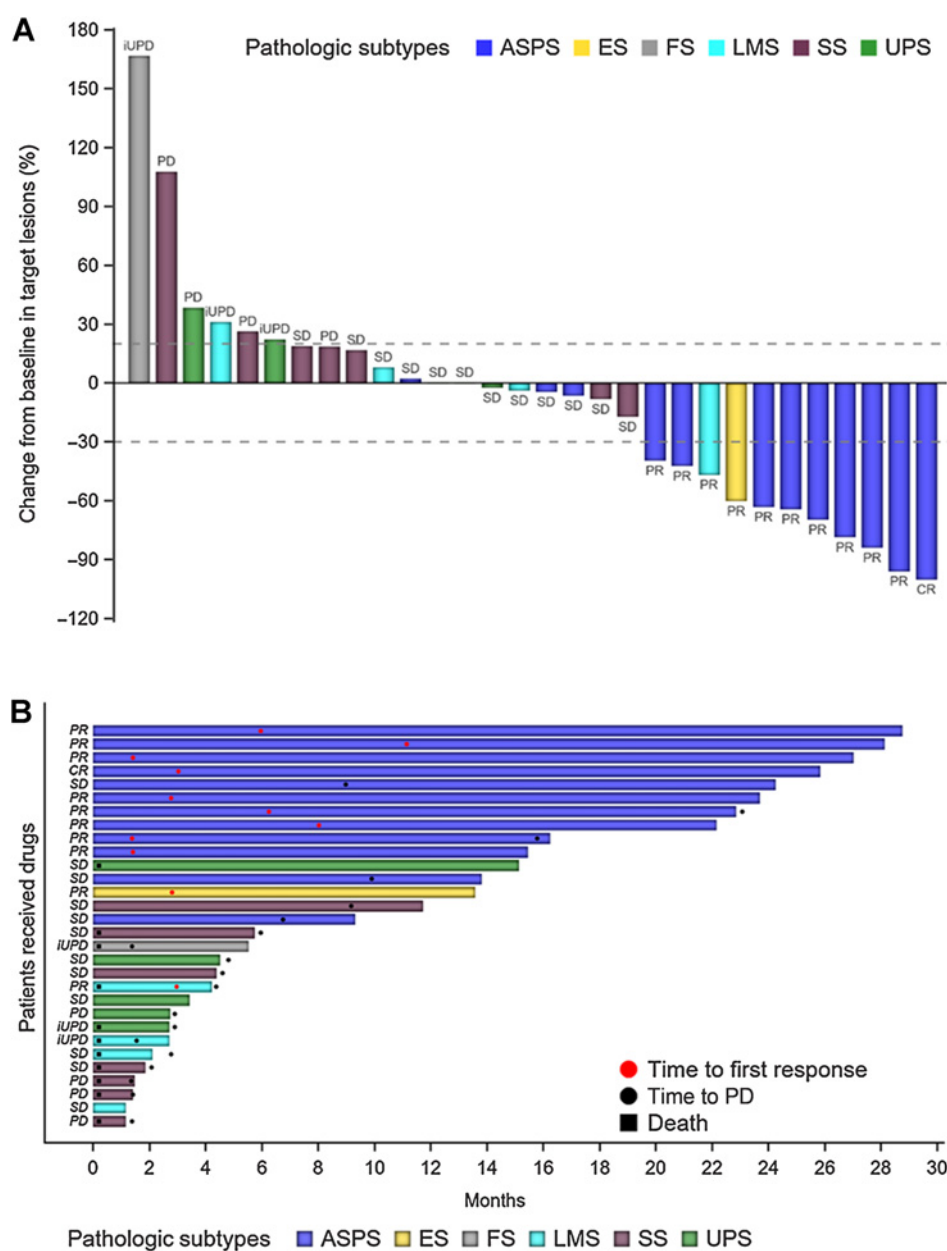 A
Pathologic subtypes ASPS ES FS LMS SS UPS
Change from baseline in target lesions (%)
180
150
120
90
60
30
0
−30
−60
−90
−120
iUPD
PD
PD
iUPD
PD
iUPD
SD
PD
SD
SD
SD
SD
SD
SD
SD
SD
SD
SD
SD
PR
PR
PR
PR
PR
PR
PR
PR
PR
PR
CR
B
Patients received drugs
PR
PR
PR
CR
SD
PR
PR
PR
PR
PR
SD
SD
PR
SD
SD
SD
iUPD
SD
SD
PR
SD
PD
iUPD
iUPD
SD
SD
PD
PD
SD
PD
Time to first response
Time to PD
Death
0 2 4 6 8 10 12 14 16 18 20 22 24 26 28 30
Months
Pathologic subtypes ASPS ES FS LMS SS UPS